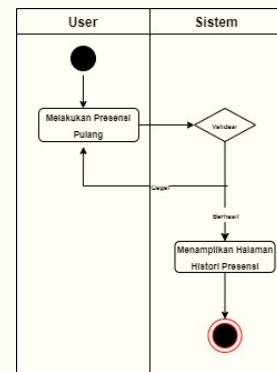 User
Sistem
Melakukan Presensi
Pulang
Validasi
Gagal
Berhasil
Menampilkan Halaman
Histori Presensi